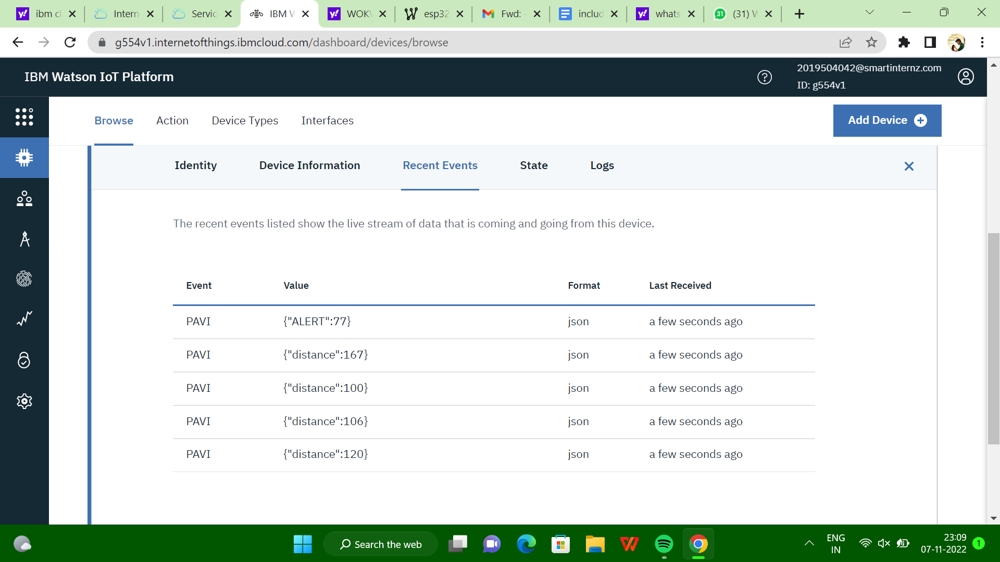 ibm cl
Intern
Servic
IBM W
WOKW
esp32
Fwd: -
includ
whats
31
(31) W
g554v1.internetofthings.ibmcloud.com/dashboard/devices/browse
IBM Watson IoT Platform
2019504042@smartinternz.com
ID: g554v1
Browse
Action
Device Types
Interfaces
Add Device
Identity
Device Information
Recent Events
State
Logs
The recent events listed show the live stream of data that is coming and going from this device.
Event Value Format Last Received
PAVI {"ALERT":77} json a few seconds ago
PAVI {"distance":167} json a few seconds ago
PAVI {"distance":100} json a few seconds ago
PAVI {"distance":106} json a few seconds ago
PAVI {"distance":120} json a few seconds ago
Search the web
ENG
IN
23:09
07-11-2022
1